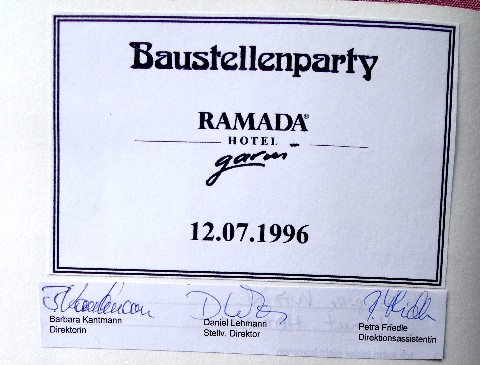 Baustellenparty
RAMADA®
HOTEL
garni
12.07.1996
Barbara Kantmann
Direktorin
Daniel Lehmann
Stellv. Direktor
Petra Friedle
Direktionsassistentin